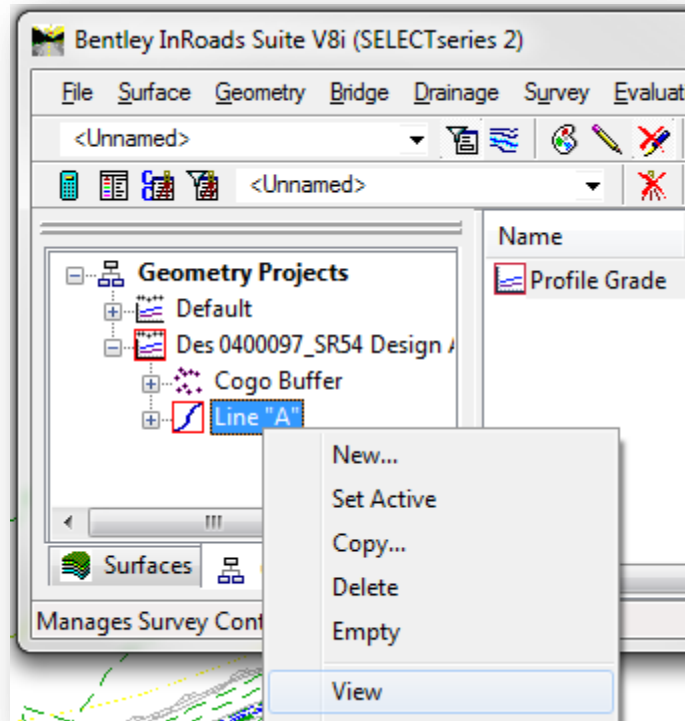 Bentley InRoads Suite V8i (SELECTseries 2)
File Surface Geometry Bridge Drainage Survey Evaluat
<Unnamed>
<Unnamed>
Name
Geometry Projects
Profile Grade
Default
Des 0400097_SR54 Design
Cogo Buffer
Line "A"
New...
Set Active
Copy...
Delete
Empty
View
Surfaces
Manages Survey Cont